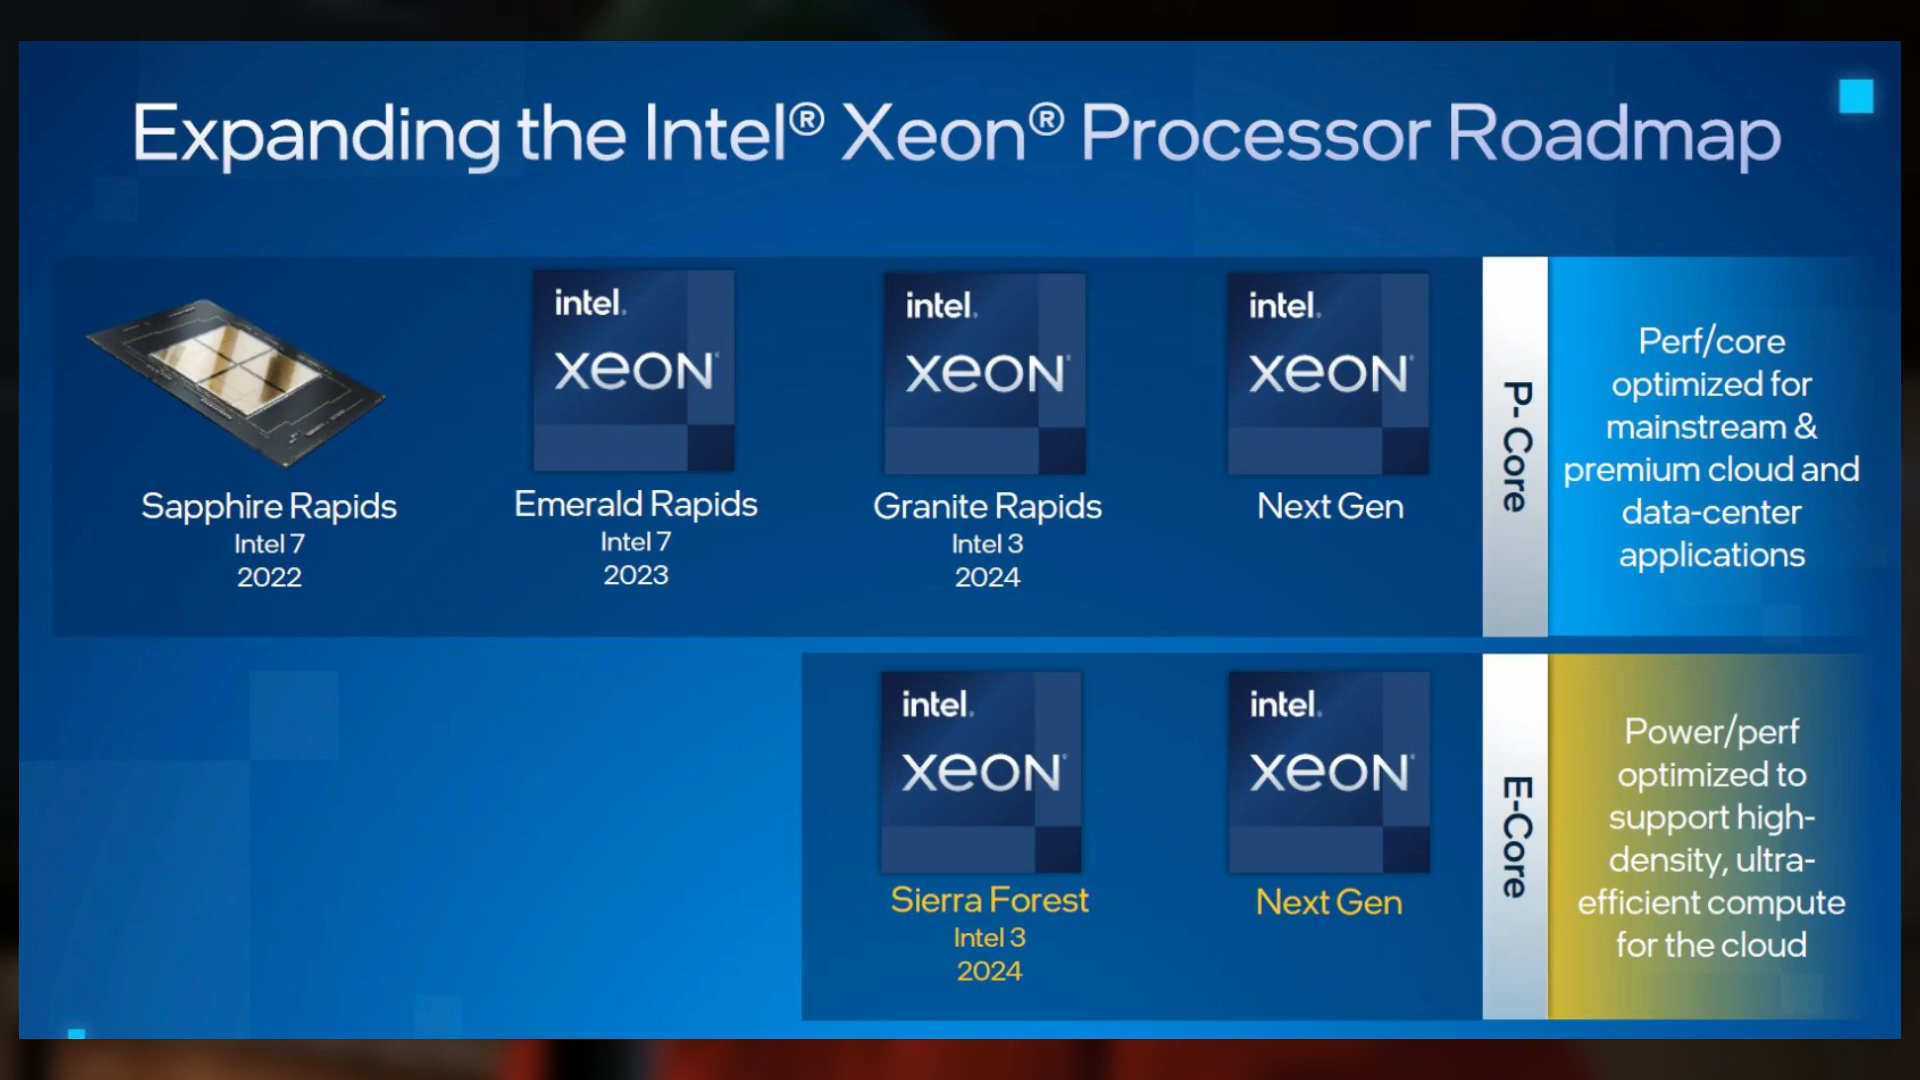 Expanding the Intel® Xeon® Processor Roadmap
intel.
xeon
Sapphire Rapids
Intel 7
2022
Emerald Rapids
Intel 7
2023
intel.
xeon
Granite Rapids
Intel 3
2024
intel.
xeon
Next Gen
P-Core
Perf/core
optimized for
mainstream &
premium cloud and
data-center
applications
intel.
xeon
Sierra Forest
Intel 3
2024
intel.
xeon
Next Gen
E-Core
Power/perf
optimized to
support high-
density, ultra-
efficient compute
for the cloud